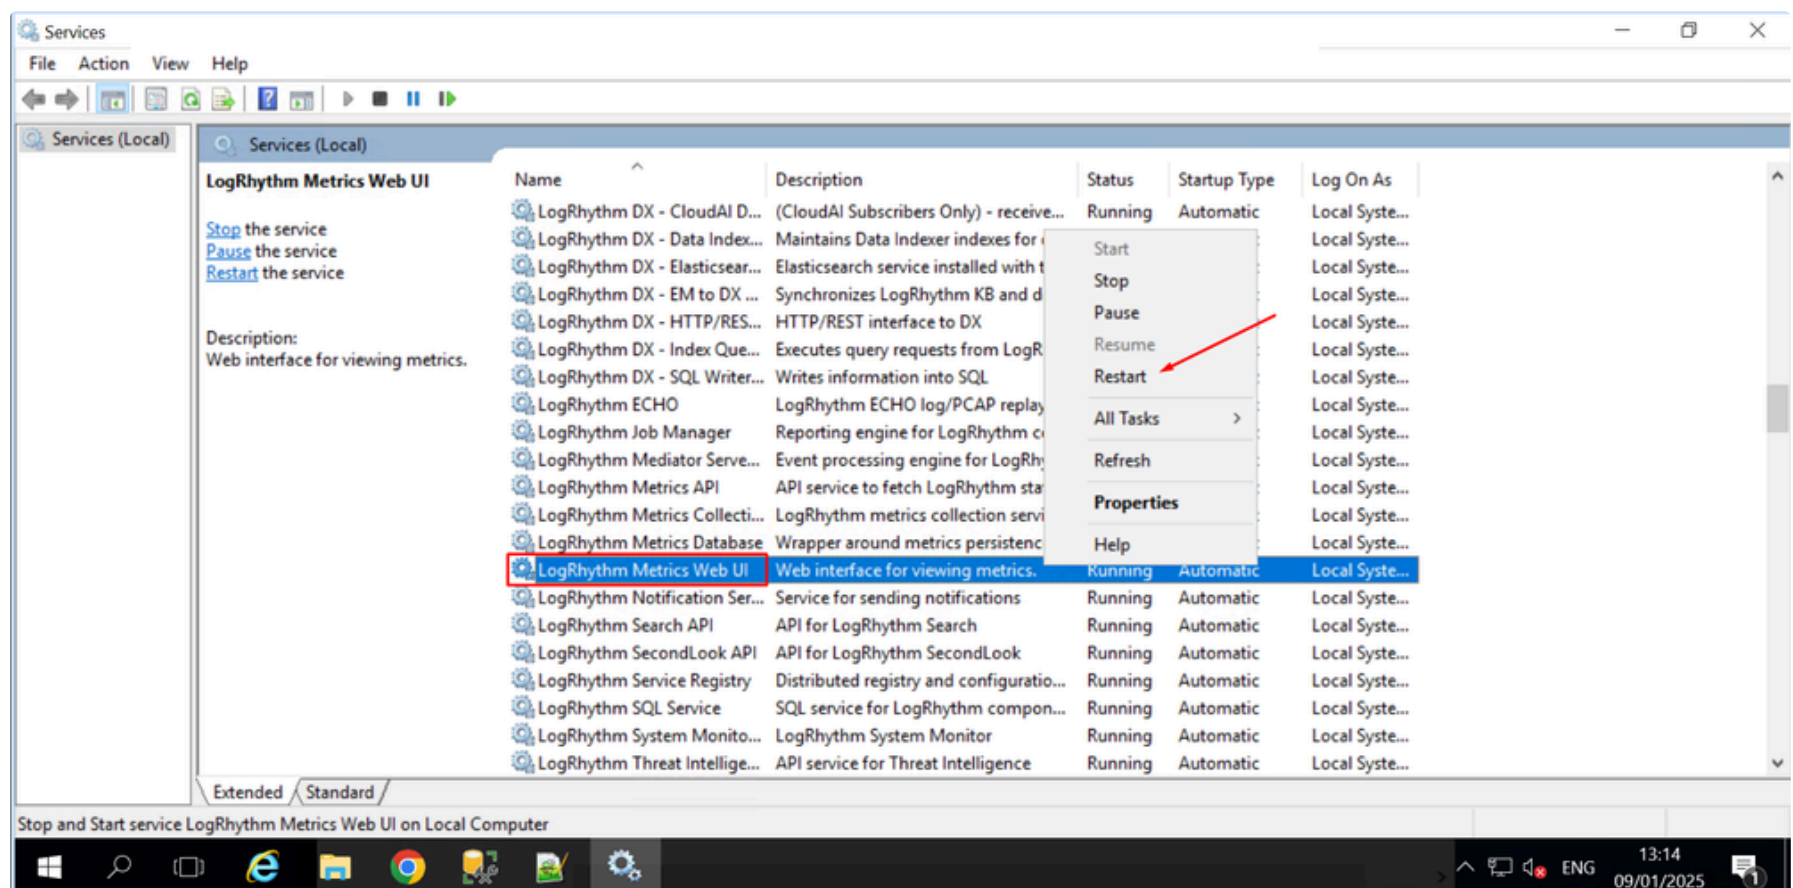 Services
File Action View Help
Services (Local)
Services (Local)
LogRhythm Metrics Web UI
Stop the service
Pause the service
Restart the service
Description:
Web interface for viewing metrics.
Name Description Status Startup Type Log On As
LogRhythm DX - CloudAI D... (CloudAI Subscribers Only) - receive... Running Automatic Local Syste...
LogRhythm DX - Data Index... Maintains Data Indexer indexes for Local Syste...
LogRhythm DX - Elasticsear... Elasticsearch service installed with Local Syste...
LogRhythm DX - EM to DX ... Synchronizes LogRhythm KB and Local Syste...
LogRhythm DX - HTTP/RES... HTTP/REST interface to DX Local Syste...
LogRhythm DX - Index Que... Executes query requests from LogR Local Syste...
LogRhythm DX - SQL Writer... Writes information into SQL Local Syste...
LogRhythm ECHO LogRhythm ECHO log/PCAP replay Local Syste...
LogRhythm Job Manager Reporting engine for LogRhythm Local Syste...
LogRhythm Mediator Serve... Event processing engine for LogRhy Local Syste...
LogRhythm Metrics API API service to fetch LogRhythm sta Local Syste...
LogRhythm Metrics Collecti... LogRhythm metrics collection servi Local Syste...
LogRhythm Metrics Database Wrapper around metrics persistenc Local Syste...
LogRhythm Metrics Web UI Web interface for viewing metrics. Running Automatic Local Syste...
LogRhythm Notification Ser... Service for sending notifications Running Automatic Local Syste...
LogRhythm Search API API for LogRhythm Search Running Automatic Local Syste...
LogRhythm SecondLook API API for LogRhythm SecondLook Running Automatic Local Syste...
LogRhythm Service Registry Distributed registry and configuratio... Running Automatic Local Syste...
LogRhythm SQL Service SQL service for LogRhythm compon... Running Automatic Local Syste...
LogRhythm System Monito... LogRhythm System Monitor Running Automatic Local Syste...
LogRhythm Threat Intellige... API service for Threat Intelligence Running Automatic Local Syste...
Start
Stop
Pause
Resume
Restart
All Tasks
Refresh
Properties
Help
Extended Standard
Stop and Start service LogRhythm Metrics Web UI on Local Computer
ENG
13:14
09/01/2025
1